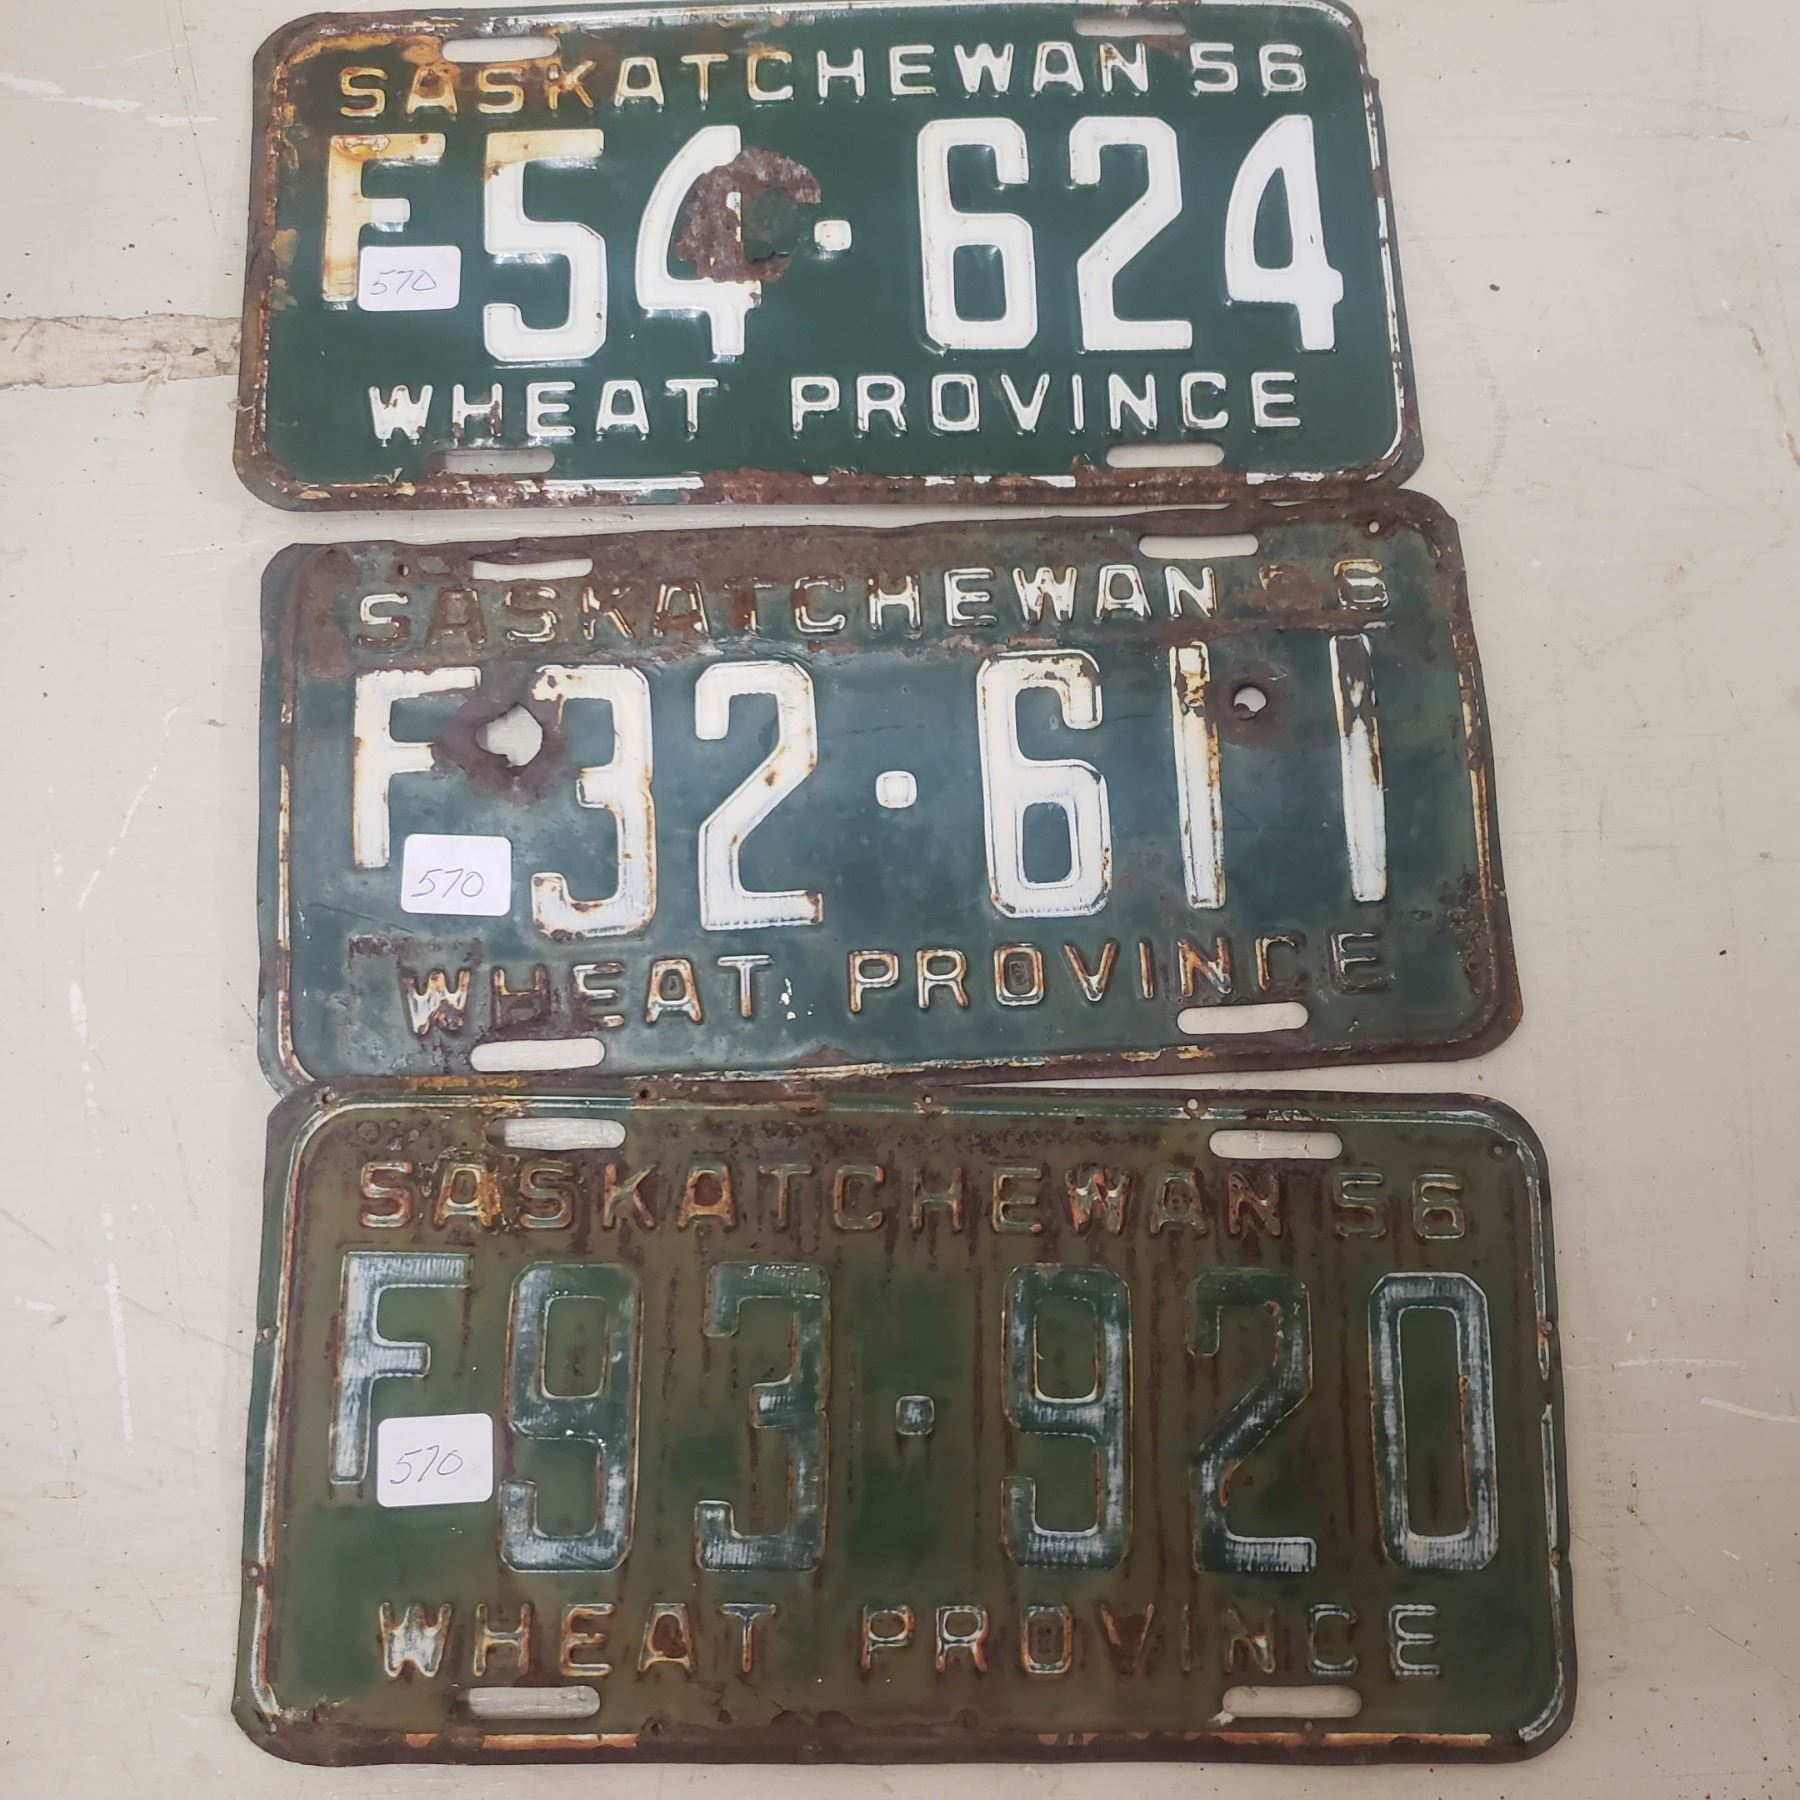 SASKATCHEWAN 56
F54·624
570
WHEAT PROVINCE
SASKATCHEWAN 6
F32·611
570
WHEAT PROVINCE
SASKATCHEWAN 56
F93·920
570
WHEAT PROVINCE